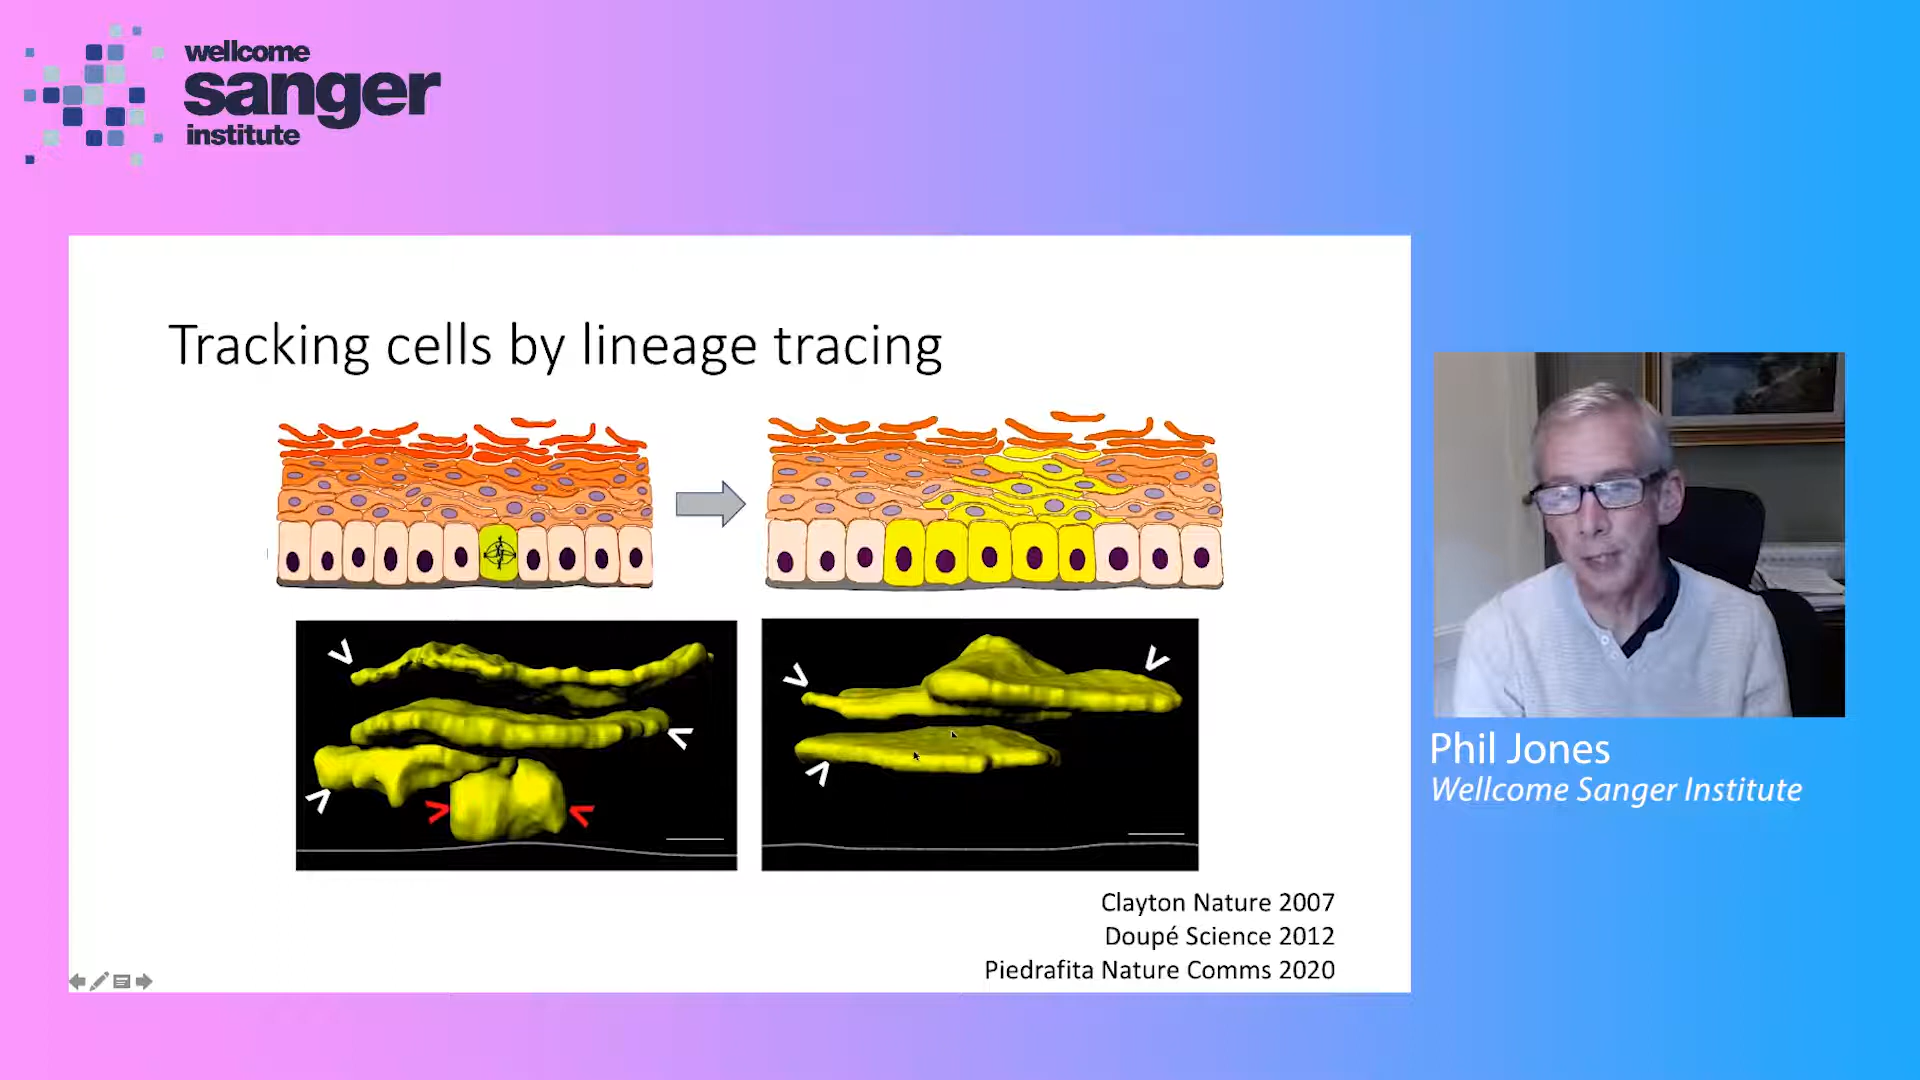 wellcome
sanger
institute
Tracking cells by lineage tracing
Clayton Nature 2007
Doupé Science 2012
Piedrafita Nature Comms 2020
Phil Jones
Wellcome Sanger Institute